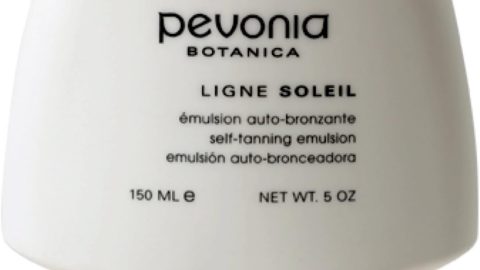 pevonia
BOTANICA
LIGNE SOLEIL
émulsion auto-bronzante
self-tanning emulsion
emulsión auto-bronceadora
150 ML ℮ NET WT. 5 OZ